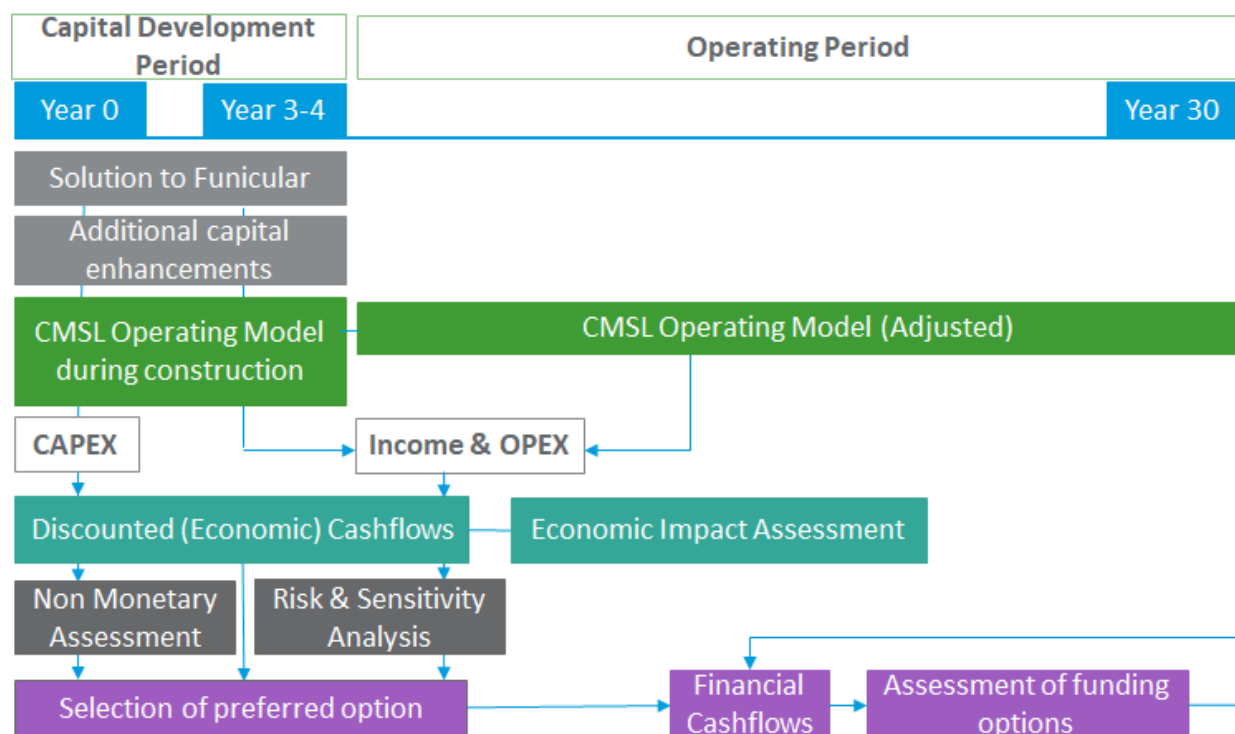 Capital Development
Period
Operating Period
Year 0
Year 3-4
Year 30
Solution to Funicular
Additional capital
enhancements
CMSL Operating Model
during construction
CMSL Operating Model (Adjusted)
CAPEX
Income & OPEX
Discounted (Economic) Cashflows
Economic Impact Assessment
Non Monetary
Assessment
Risk & Sensitivity
Analysis
Selection of preferred option
Financial
Cashflows
Assessment of funding
options